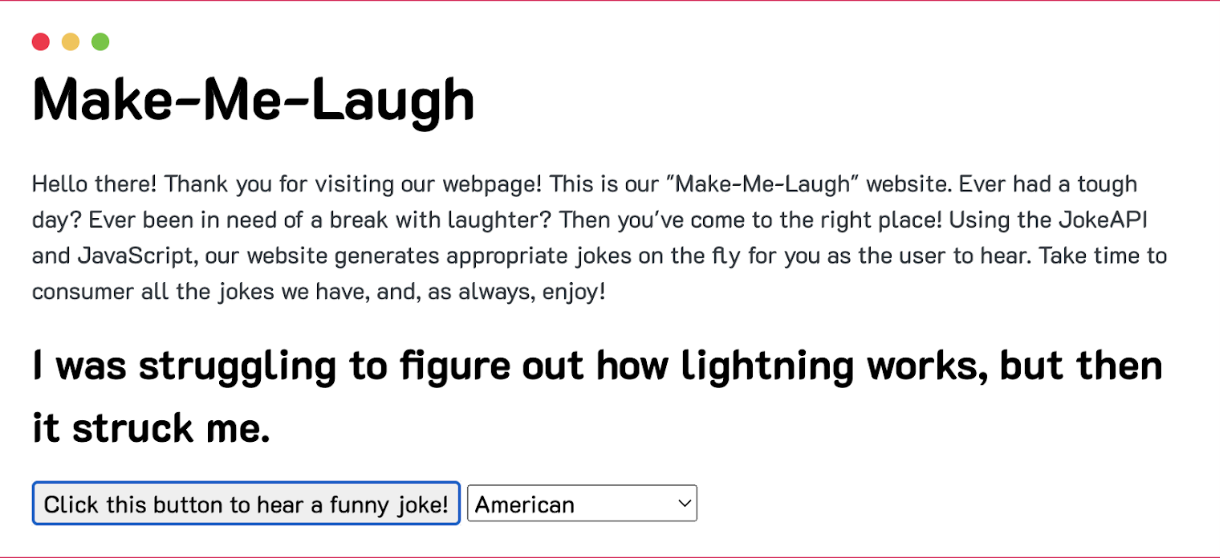 Make-Me-Laugh
Hello there! Thank you for visiting our webpage! This is our "Make-Me-Laugh" website. Ever had a tough
day? Ever been in need of a break with laughter? Then you've come to the right place! Using the JokeAPI
and JavaScript, our website generates appropriate jokes on the fly for you as the user to hear. Take time to
consumer all the jokes we have, and, as always, enjoy!
I was struggling to figure out how lightning works, but then
it struck me.
Click this button to hear a funny joke! American